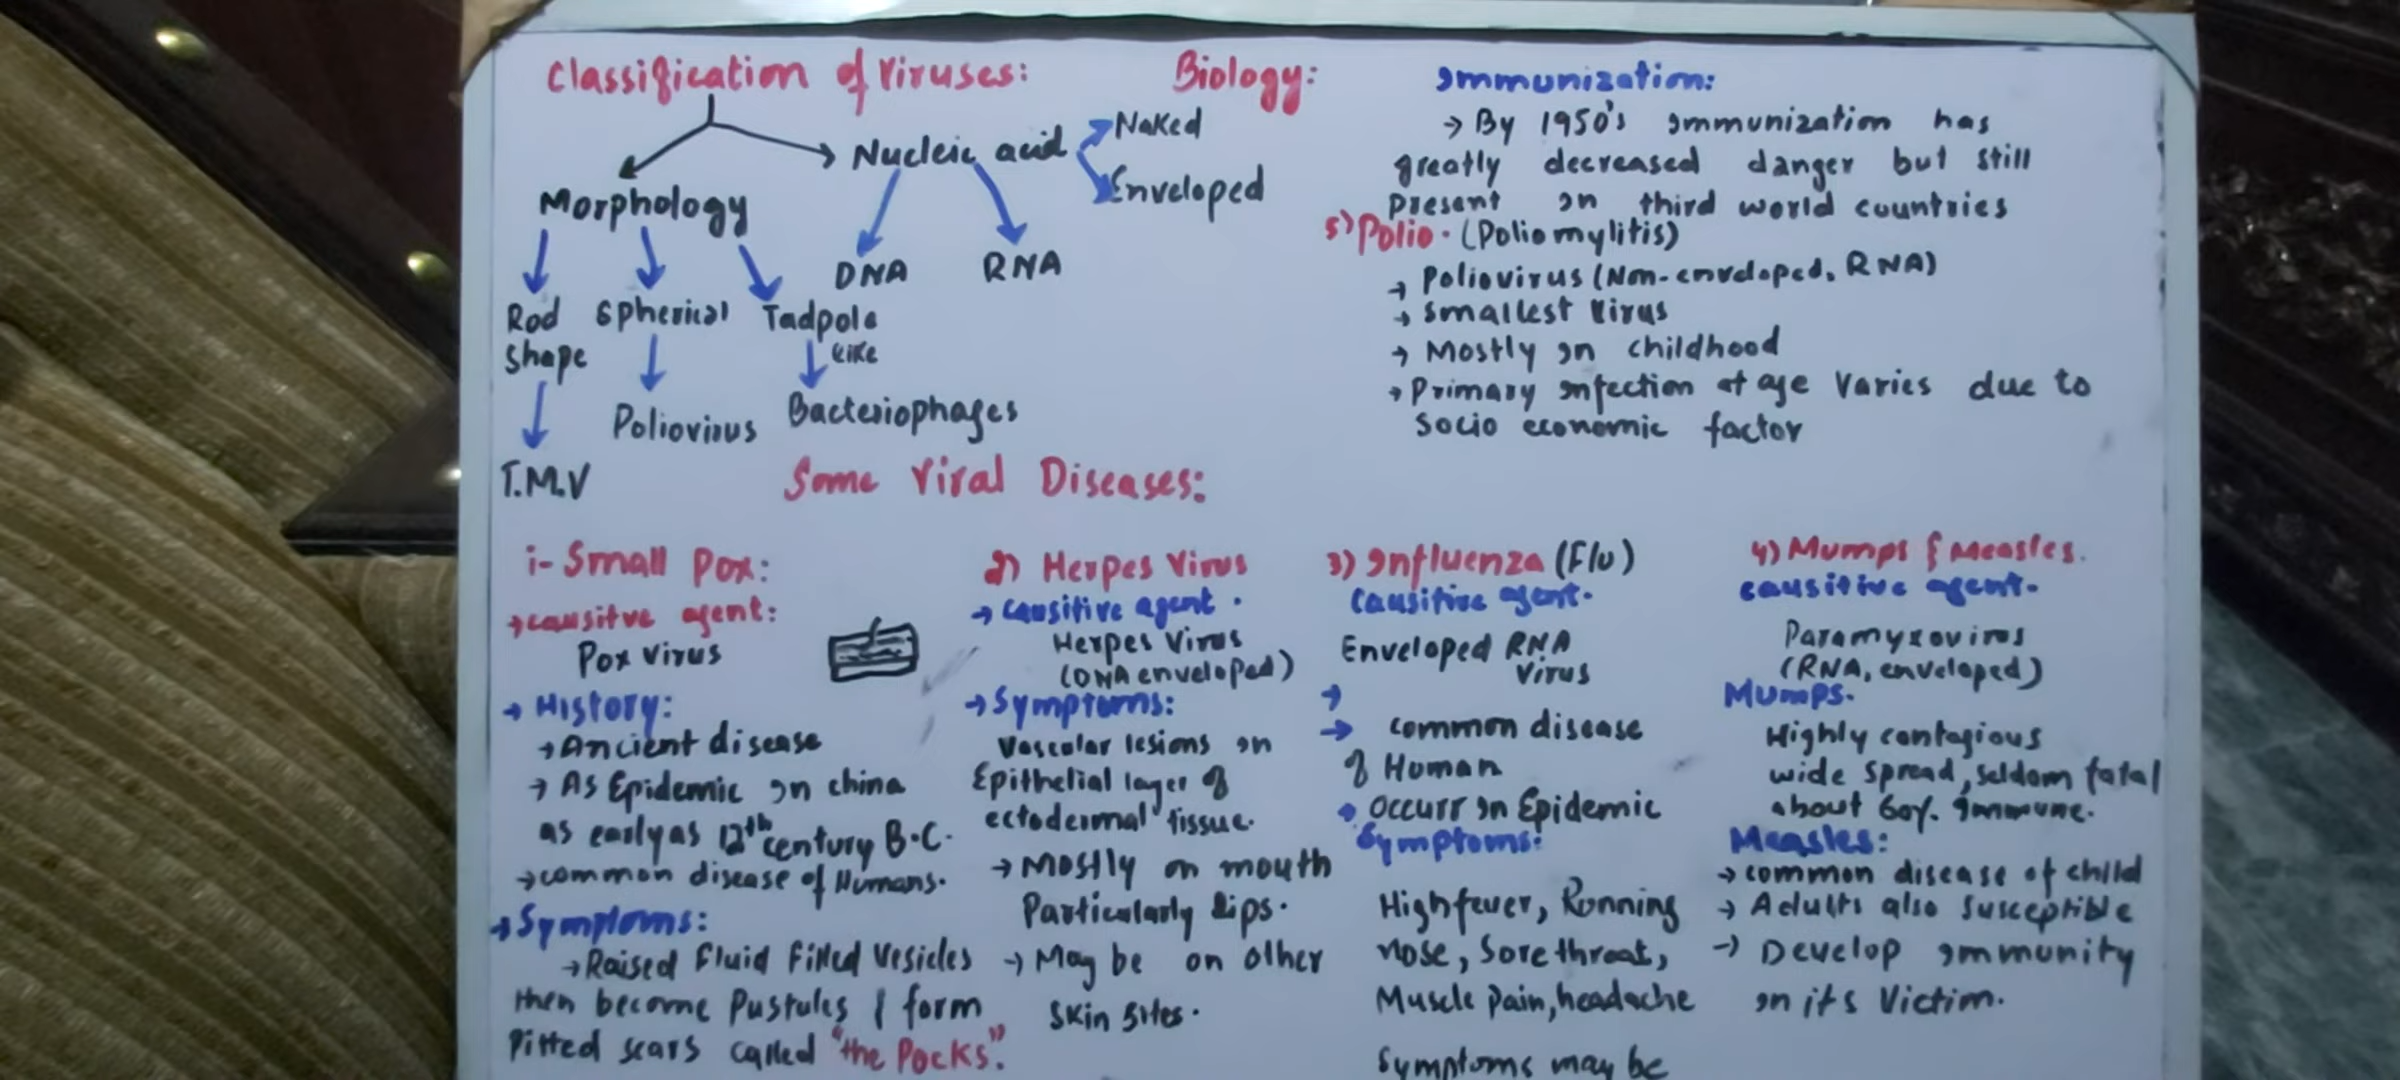 Classification of Viruses:
Morphology
Nucleic acid
Naked
Enveloped
DNA
RNA
Rod shape
Spherical
Tadpole like
T.M.V
Poliovirus
Bacteriophages
Biology:
Immunization:
→ By 1950's Immunization has
greatly decreased danger but still
Present In third world countries
5) Polio. (Poliomylitis)
→ Poliovirus (Non-enveloped, RNA)
→ Smallest Virus
→ Mostly In childhood
→ Primary Infection at age Varies due to
Socio economic factor
Some Viral Diseases:
i- Small Pox:
→ causitve agent:
Pox Virus
→ History:
→ Ancient disease
→ As Epidemic In china
as early as 12th century B.C.
→ common disease of Humans.
→ Symptoms:
→ Raised Fluid Filled Vesicles
then become Pustules & form
Pitted scars called "the Pocks".
2) Herpes Virus
→ causitive agent.
Herpes Virus
(DNA enveloped)
→ Symptoms:
Vascular lesions In
Epithelial layer of
ectodermal tissue.
→ Mostly on mouth
Particularly Lips.
→ May be on other
Skin Sites.
3) Influenza (Flu)
Causitive agent.
Enveloped RNA
Virus
→
→ common disease
of Human
Occurr In Epidemic
Symptoms:
High fever, Running
nose, Sore throat,
Muscle Pain, headache
Symptoms may be
4) Mumps & Measles.
causitive agent.
Paramyxovirus
(RNA, enveloped)
Mumps.
Highly contagious
wide spread, seldom fatal
about 60%. Immune.
Measles:
→ common disease of child
→ Adults also susceptible
→ Develop Immunity
In its Victim.